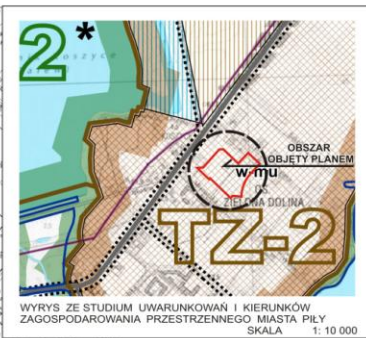 2 *
OBSZAR
OBJĘTY PLANEM
w mu
ZIELONA DOLINA
TZ-2
WYRYS ZE STUDIUM UWARUNKOWAŃ I KIERUNKÓW
ZAGOSPODAROWANIA PRZESTRZENNEGO MIASTA PIŁY
SKALA 1: 10 000